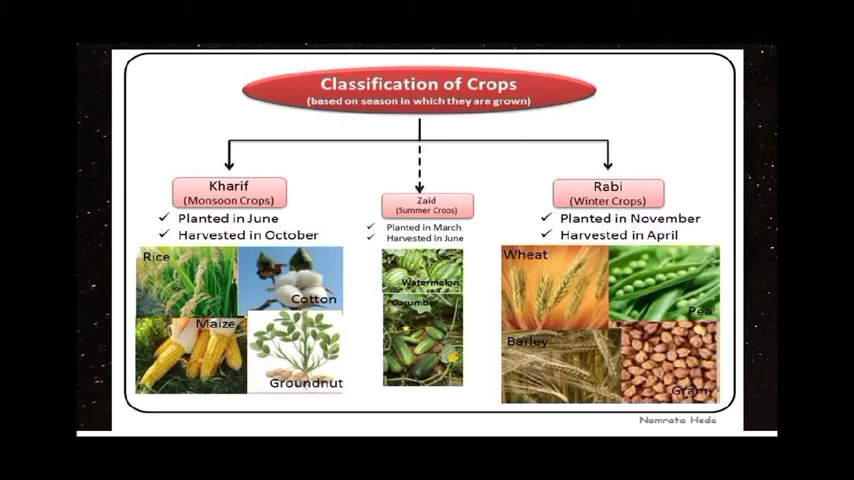 Classification of Crops
(based on season in which they are grown)
Kharif
(Monsoon Crops)
✓ Planted in June
✓ Harvested in October
Rice
Cotton
Maize
Groundnut
Zaid
(Summer Crops)
✓ Planted in March
✓ Harvested in June
Watermelon
Cucumber
Rabi
(Winter Crops)
✓ Planted in November
✓ Harvested in April
Wheat
Pea
Barley
Gram
Namrata Hede